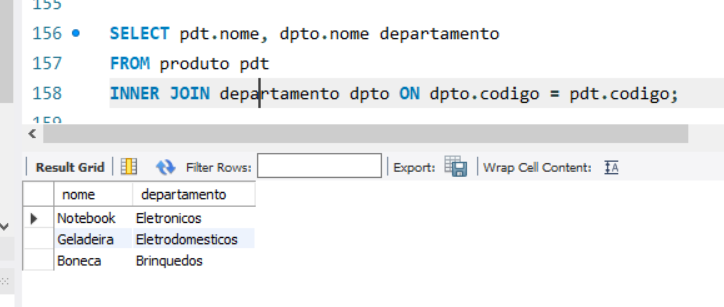 155
156 SELECT pdt.nome, dpto.nome departamento
157 FROM produto pdt
158 INNER JOIN departamento dpto ON dpto.codigo = pdt.codigo;
159
Result Grid Filter Rows: Export: Wrap Cell Content: IA
nome departamento
Notebook Eletronicos
Geladeira Eletrodomesticos
Boneca Brinquedos